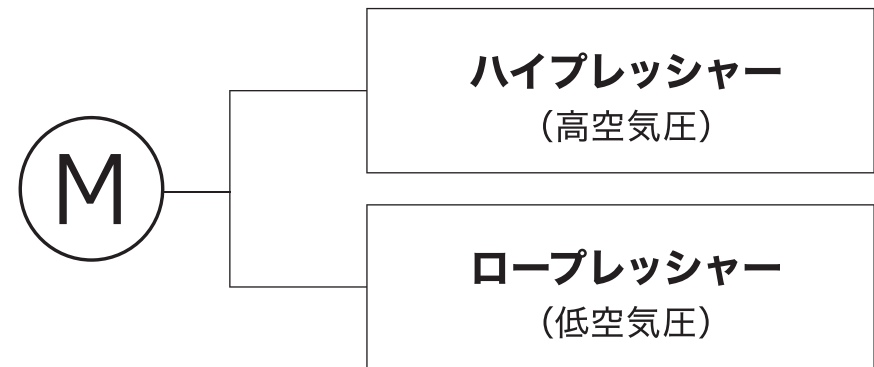 M
ハイプレッシャー
（高空気圧）
ロープレッシャー
（低空気圧）